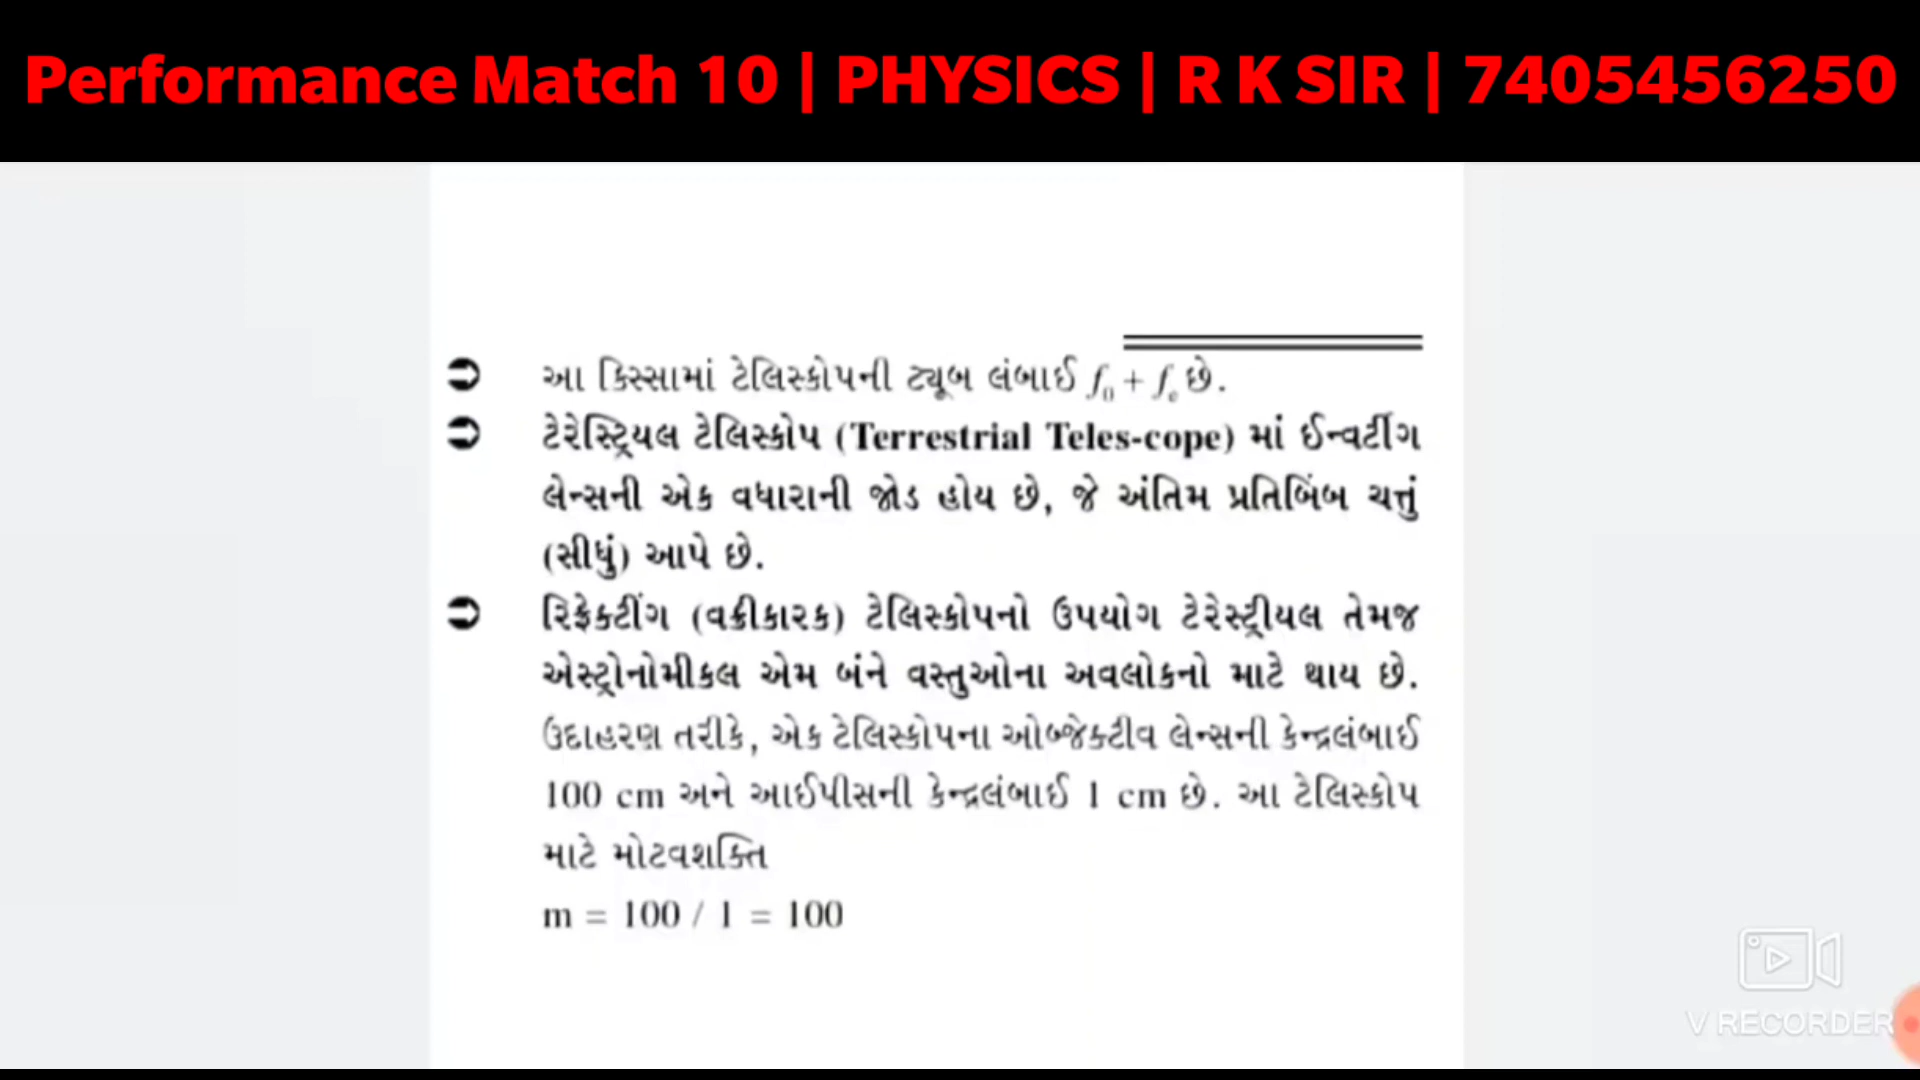 Performance Match 10 | PHYSICS | R K SIR | 7405456250
➲ આ કિસ્સામાં ટેલિસ્કોપની ટ્યૂબ લંબાઈ f₀ + fₑ છે.
➲ ટેરેસ્ટ્રિયલ ટેલિસ્કોપ (Terrestrial Teles-cope) માં ઈન્વર્ટીંગ
લેન્સની એક વધારાની જોડ હોય છે, જે અંતિમ પ્રતિબિંબ ચત્તું
(સીધું) આપે છે.
➲ રિફ્રેક્ટીંગ (વક્રીકારક) ટેલિસ્કોપનો ઉપયોગ ટેરેસ્ટ્રીયલ તેમજ
એસ્ટ્રોનોમીકલ એમ બંને વસ્તુઓના અવલોકનો માટે થાય છે.
ઉદાહરણ તરીકે, એક ટેલિસ્કોપના ઓબ્જેક્ટીવ લેન્સની કેન્દ્રલંબાઈ
100 cm અને આઈપીસની કેન્દ્રલંબાઈ 1 cm છે. આ ટેલિસ્કોપ
માટે મોટવશક્તિ
m = 100 / 1 = 100
V RECORDER